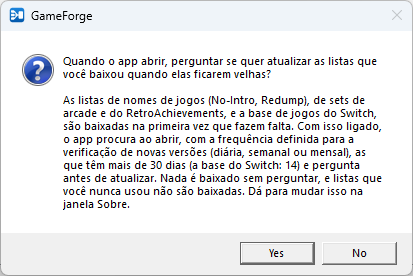 GameForge
Quando o app abrir, perguntar se quer atualizar as listas que
você baixou quando elas ficarem velhas?
As listas de nomes de jogos (No-Intro, Redump), de sets de
arcade e do RetroAchievements, e a base de jogos do Switch,
são baixadas na primeira vez que fazem falta. Com isso ligado,
o app procura ao abrir, com a frequência definida para a
verificação de novas versões (diária, semanal ou mensal), as
que têm mais de 30 dias (a base do Switch: 14) e pergunta
antes de atualizar. Nada é baixado sem perguntar, e listas que
você nunca usou não são baixadas. Dá para mudar isso na
janela Sobre.
Yes
No